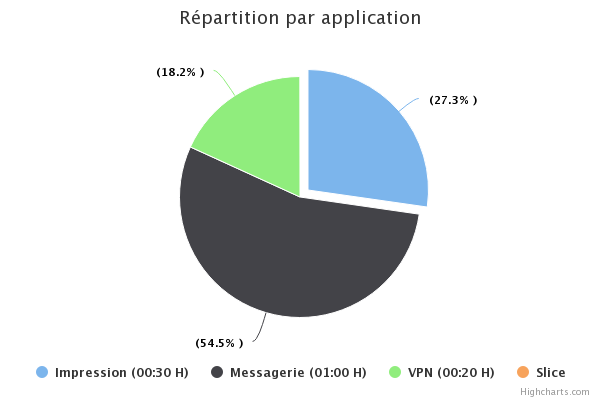 Répartition par application
(18.2% )
(27.3% )
(54.5% )
Impression (00:30 H) Messagerie (01:00 H) VPN (00:20 H) Slice
Highcharts.com